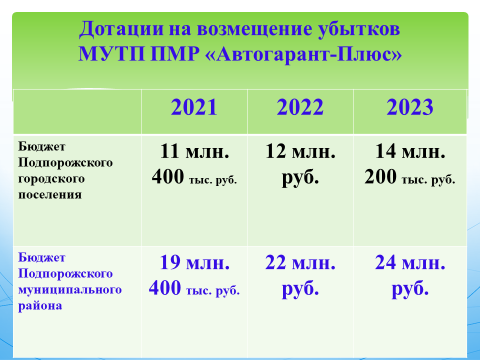 Дотации на возмещение убытков
МУТП ПМР «Автогарант-Плюс»
2021 2022 2023
Бюджет
Подпорожского
городского
поселения
11 млн.
400 тыс. руб.
12 млн.
руб.
14 млн.
200 тыс. руб.
Бюджет
Подпорожского
муниципального
района
19 млн.
400 тыс. руб.
22 млн.
руб.
24 млн.
руб.